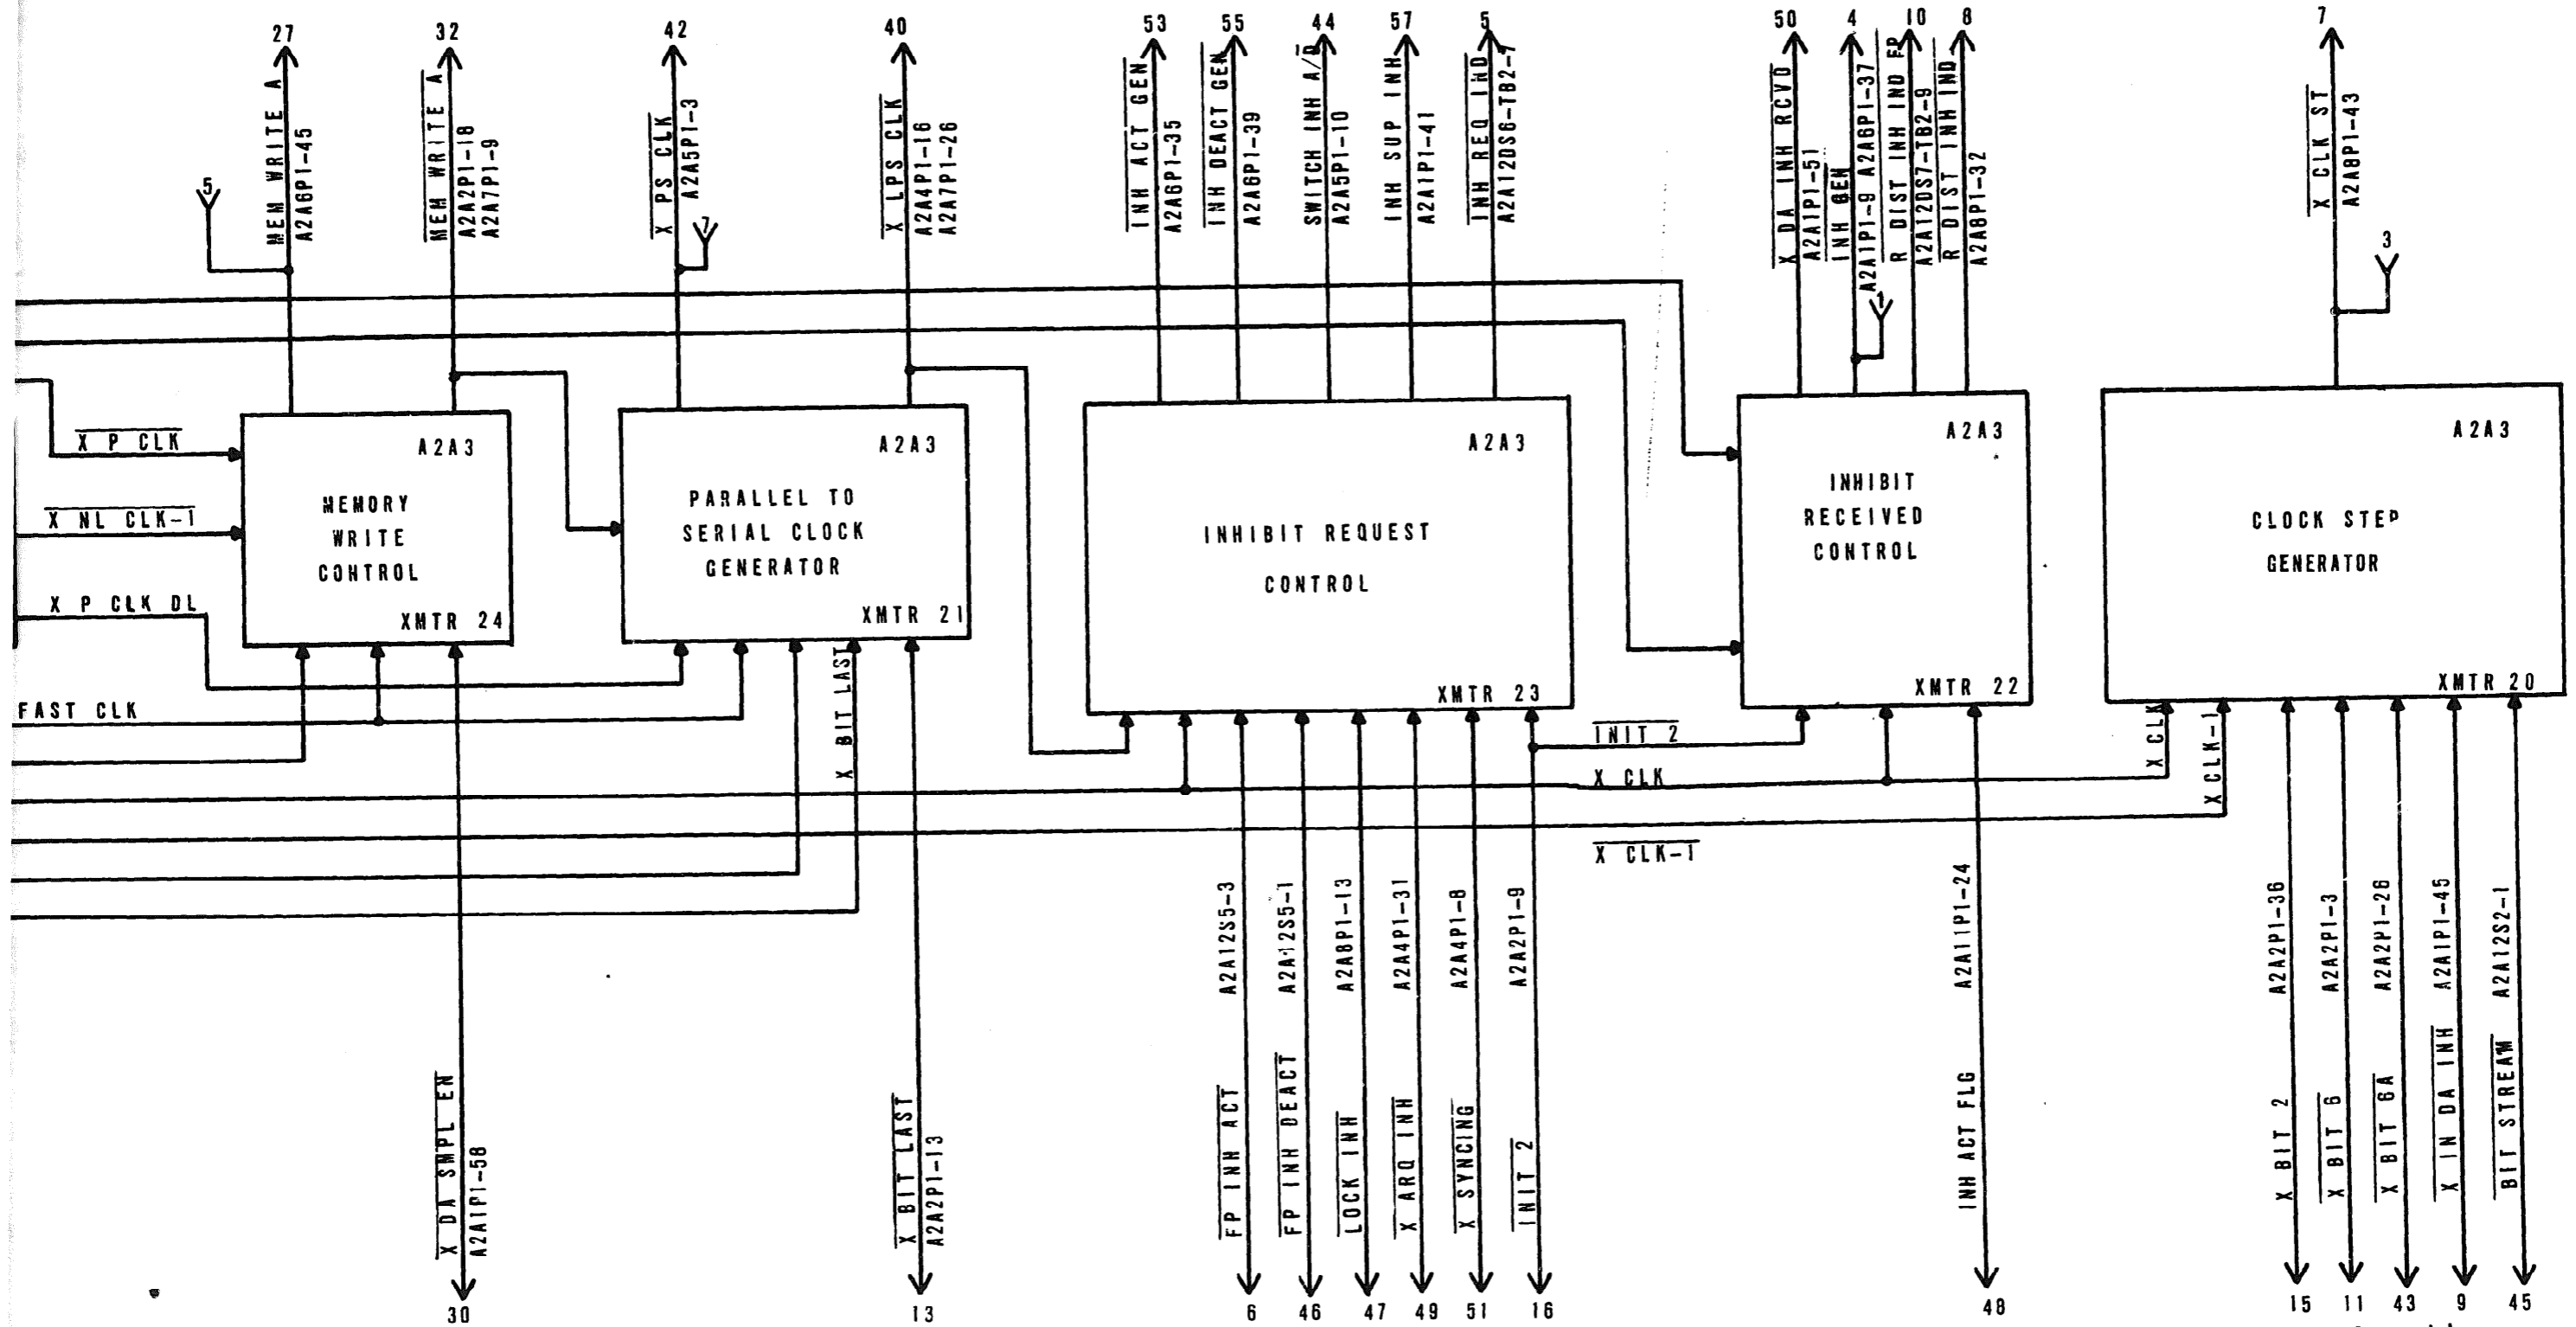 27
32
42
40
53
55
44
57
5
50
4
10
8
7
MEM WRITE A
A2A6P1-45
MEM WRITE A
A2A2P1-18
A2A7P1-9
X PS CLK
A2A5P1-3
X LPS CLK
A2A4P1-16
A2A7P1-26
INH ACT GEN
A2A6P1-35
INH DEACT GEN
A2A6P1-39
SWITCH INH A/D
A2A5P1-10
INH SUP INH
A2A1P1-41
INH REQ IND
A2A12DS6-TB2-7
X DA INH RCVD
A2A1P1-51
INH GEN
A2A1P1-9 A2A6P1-37
R DIST INH IND FP
A2A12DS7-TB2-9
R DIST INH IND
A2A8P1-32
X CLK ST
A2A8P1-43
5
7
1
3
X P CLK
X NL CLK-1
X P CLK DL
FAST CLK
A2A3
MEMORY
WRITE
CONTROL
XMTR 24
A2A3
PARALLEL TO
SERIAL CLOCK
GENERATOR
XMTR 21
A2A3
INHIBIT REQUEST
CONTROL
XMTR 23
A2A3
INHIBIT
RECEIVED
CONTROL
XMTR 22
A2A3
CLOCK STEP
GENERATOR
XMTR 20
X BIT LAST
INIT 2
X CLK
X CLK-1
X CLK
X CLK-1
X DA SMPL EN
A2A1P1-58
X BIT LAST
A2A2P1-13
FP INH ACT A2A12S5-3
FP INH DEACT A2A12S5-1
LOCK INH A2A8P1-13
X ARQ INH A2A4P1-31
X SYNCING A2A4P1-8
INIT 2 A2A2P1-9
INH ACT FLG A2A11P1-24
X BIT 2 A2A2P1-36
X BIT 6 A2A2P1-3
X BIT 6A A2A2P1-26
X IN DA INH A2A1P1-45
BIT STREAM A2A12S2-1
30
13
6
46
47
49
51
16
48
15
11
43
9
45